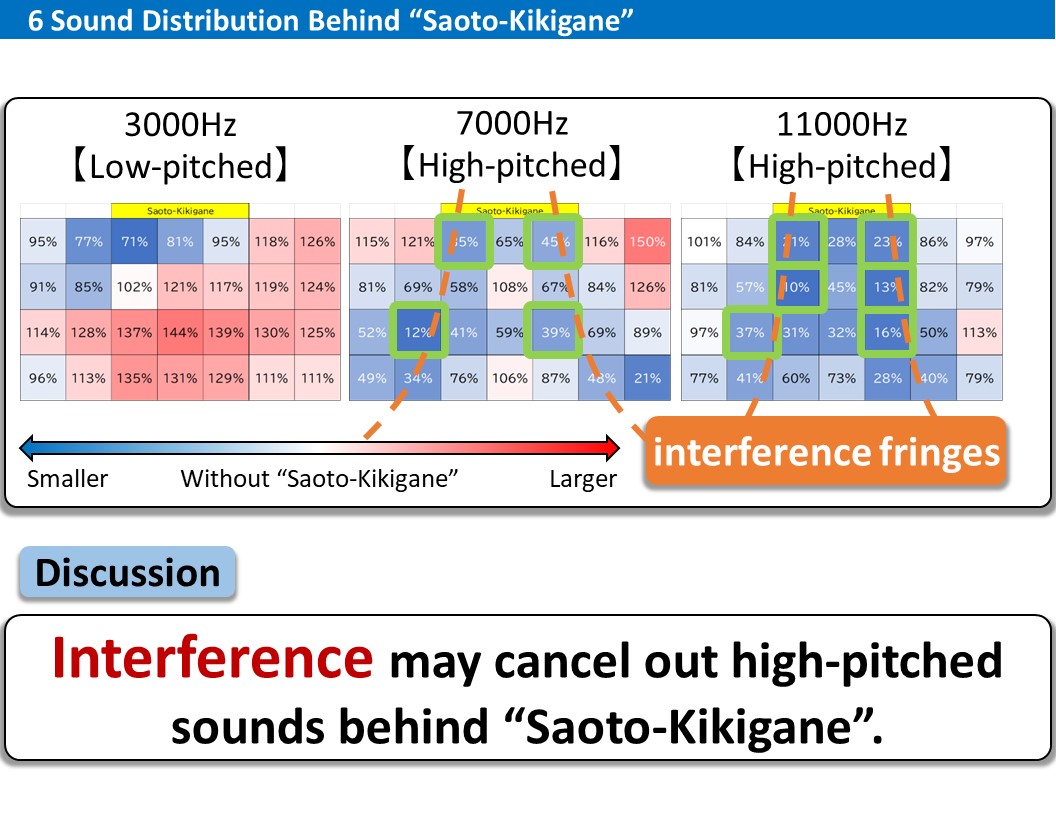 6 Sound Distribution Behind “Saoto-Kikigane”
3000Hz
【Low-pitched】
Saoto-Kikigane
95% 77% 71% 81% 95% 118% 126%
91% 85% 102% 121% 117% 119% 124%
114% 128% 137% 144% 139% 130% 125%
96% 113% 135% 131% 129% 111% 111%
7000Hz
【High-pitched】
Saoto-Kikigane
115% 121% 65% 45% 116% 150%
81% 69% 58% 108% 67% 84% 126%
52% 12% 41% 59% 39% 69% 89%
49% 34% 76% 106% 87% 48% 21%
11000Hz
【High-pitched】
Saoto-Kikigane
101% 84% 28% 23% 86% 97%
81% 57% 10% 45% 13% 82% 79%
97% 37% 31% 32% 16% 50% 113%
77% 41% 60% 73% 28% 40% 79%
Smaller
Without “Saoto-Kikigane”
Larger
interference fringes
Discussion
Interference may cancel out high-pitched
sounds behind “Saoto-Kikigane”.